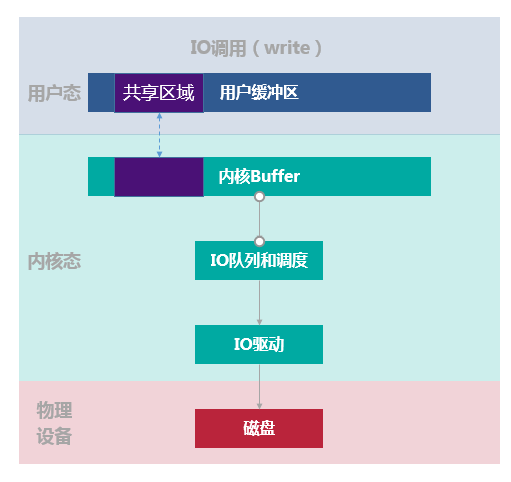 IO调用（write）
用户态
共享区域
用户缓冲区
内核Buffer
内核态
IO队列和调度
IO驱动
物理
设备
磁盘